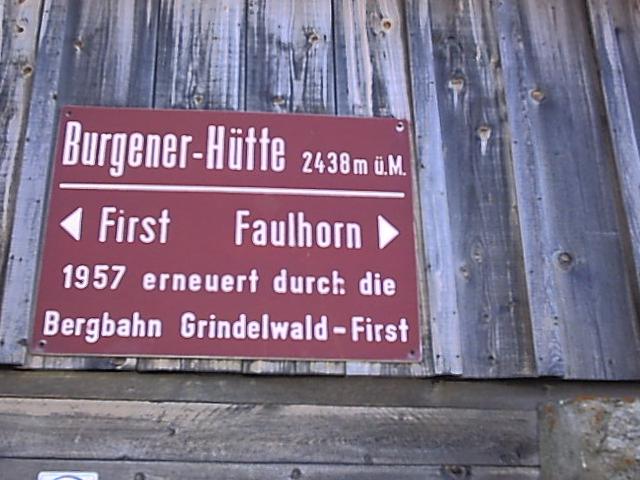 Burgener-Hütte 2438m ü.M.
◀ First Faulhorn ▶
1957 erneuert durch die
Bergbahn Grindelwald-First